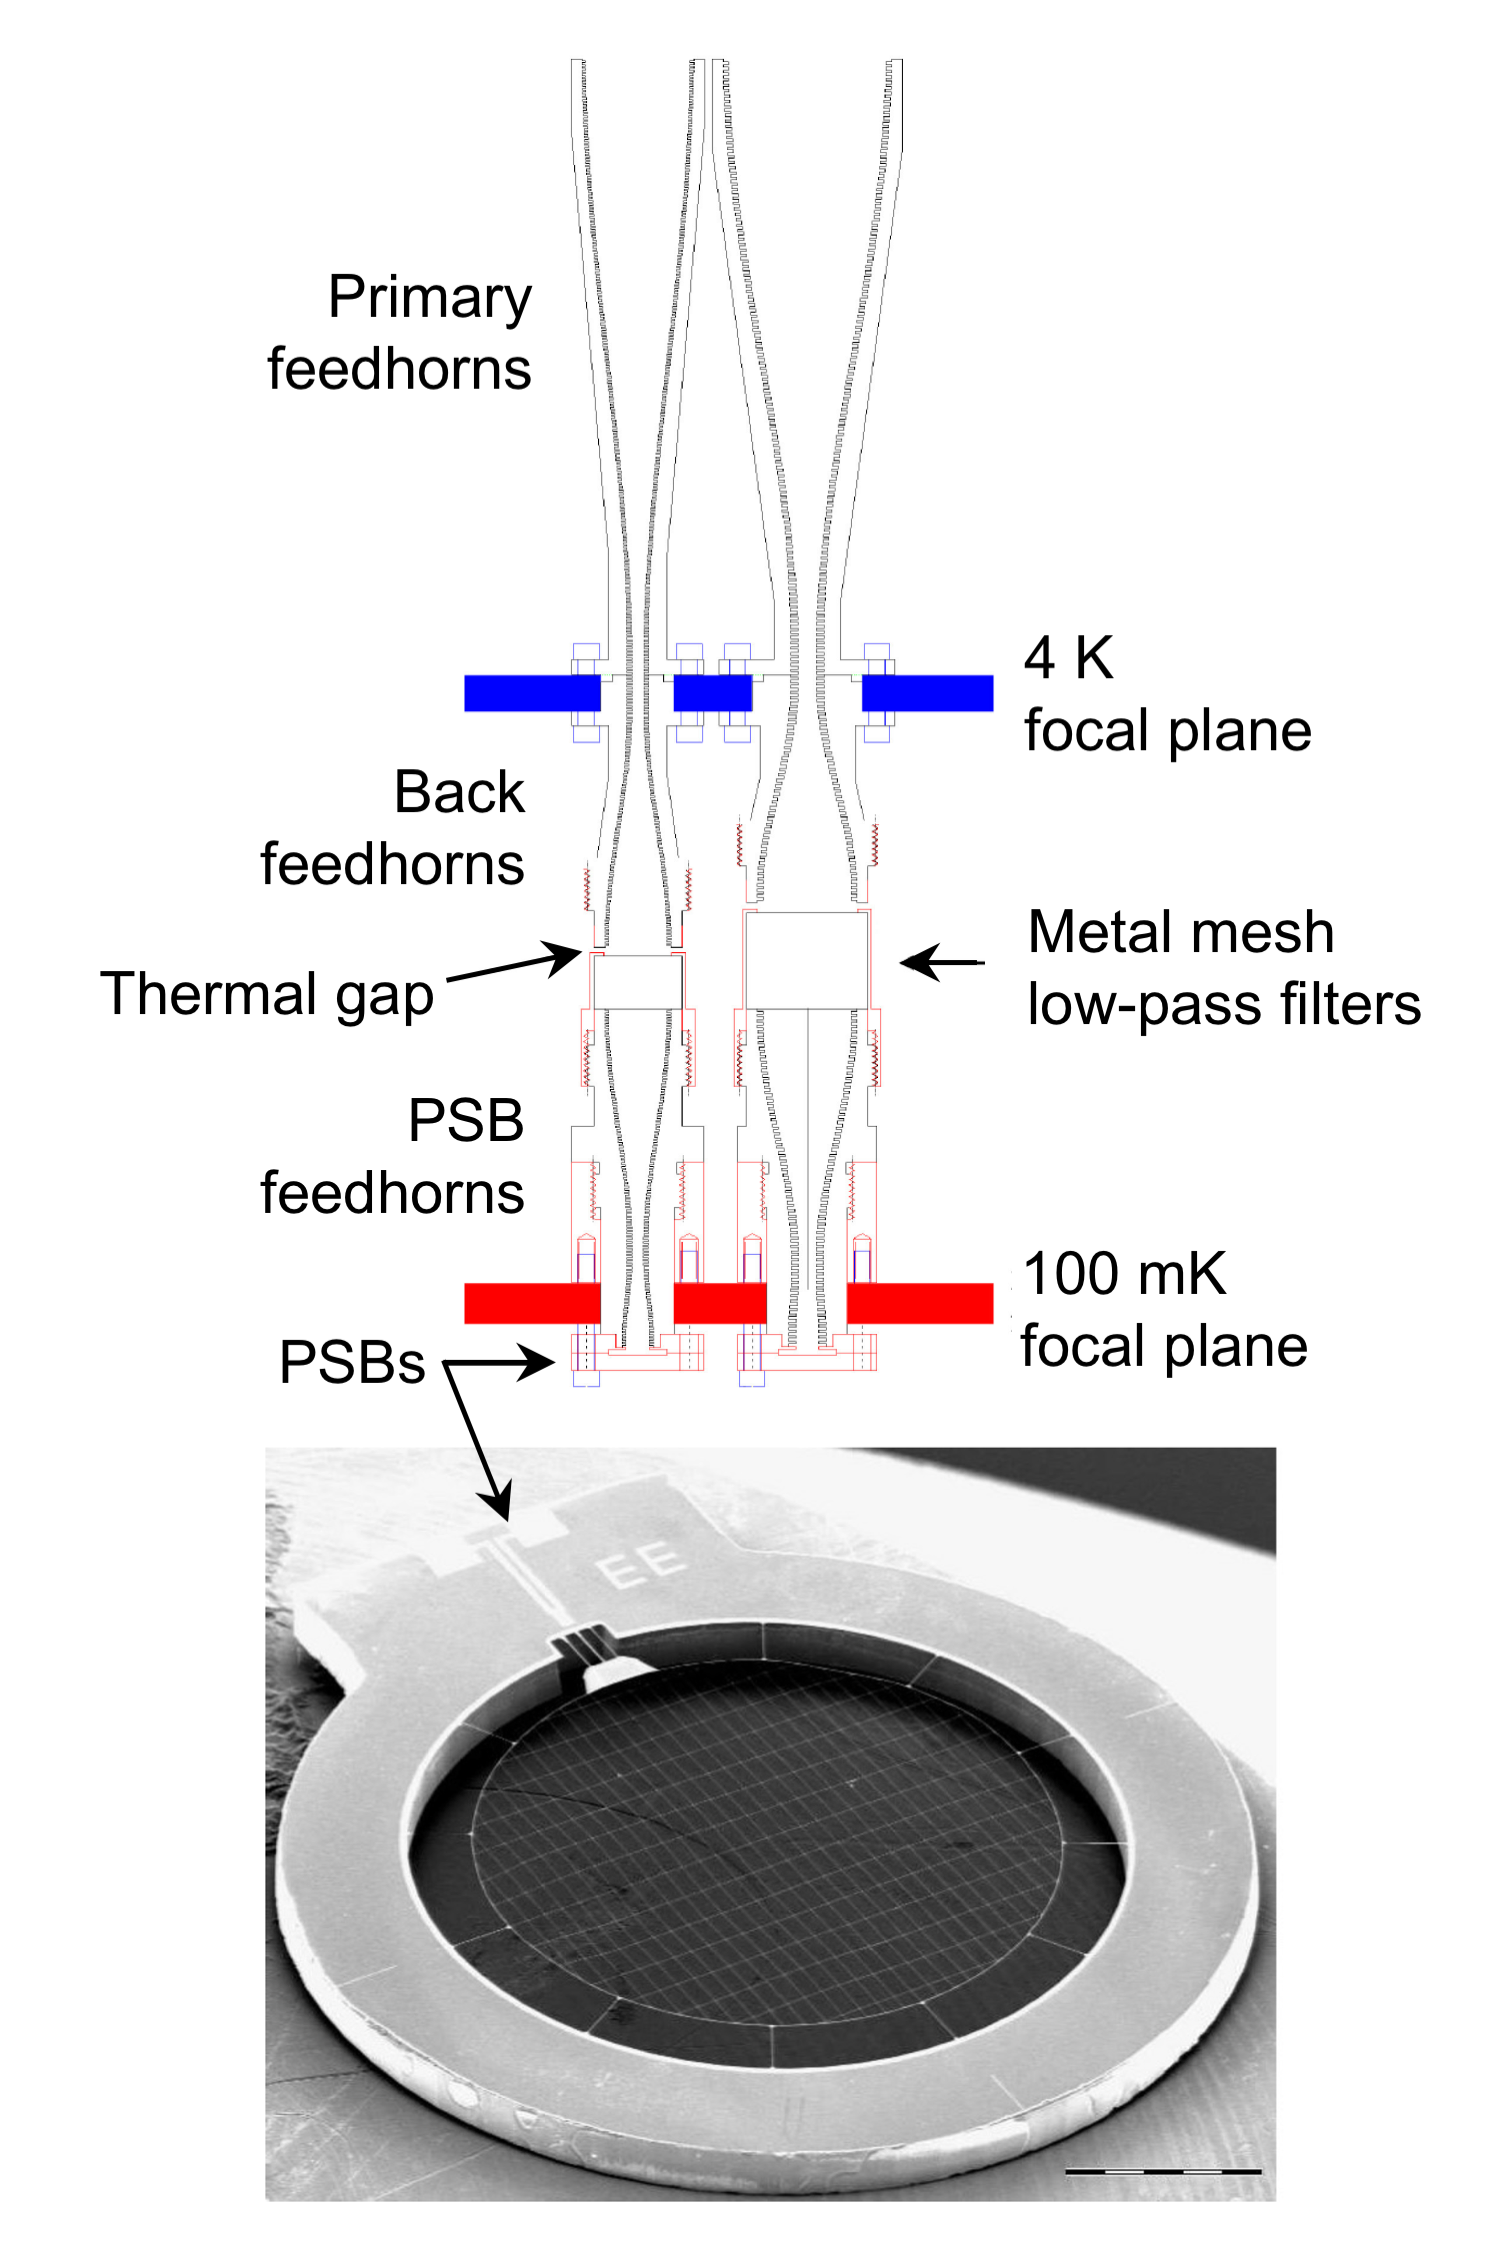 Primary
feedhorns
4 K
focal plane
Back
feedhorns
Metal mesh
low-pass filters
Thermal gap
PSB
feedhorns
100 mK
focal plane
PSBs
EE